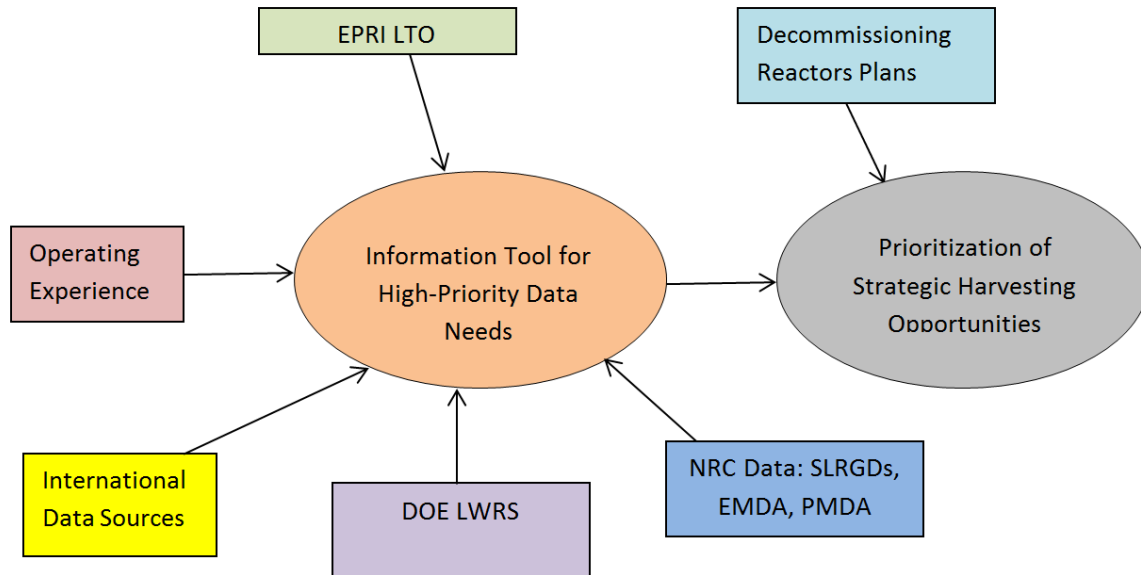 EPRI LTO
Decommissioning
Reactors Plans
Operating
Experience
Information Tool for
High-Priority Data
Needs
Prioritization of
Strategic Harvesting
Opportunities
International
Data Sources
DOE LWRS
NRC Data: SLRGDs,
EMDA, PMDA